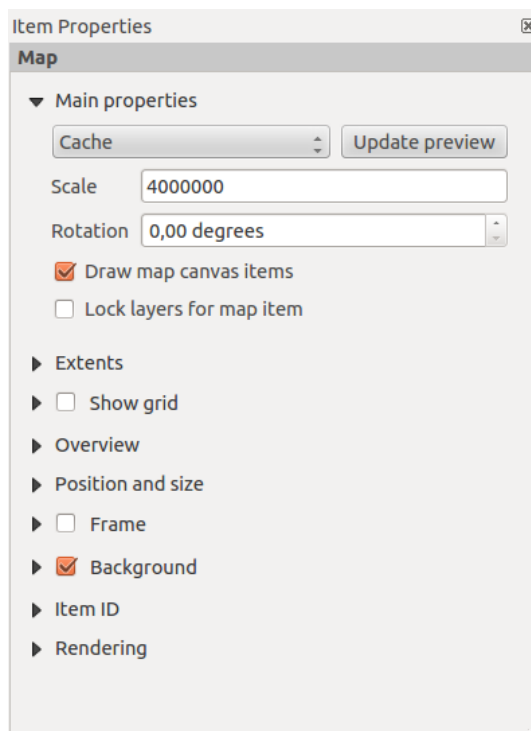 Item Properties
Map
Main properties
Cache Update preview
Scale 4000000
Rotation 0,00 degrees
Draw map canvas items
Lock layers for map item
Extents
Show grid
Overview
Position and size
Frame
Background
Item ID
Rendering